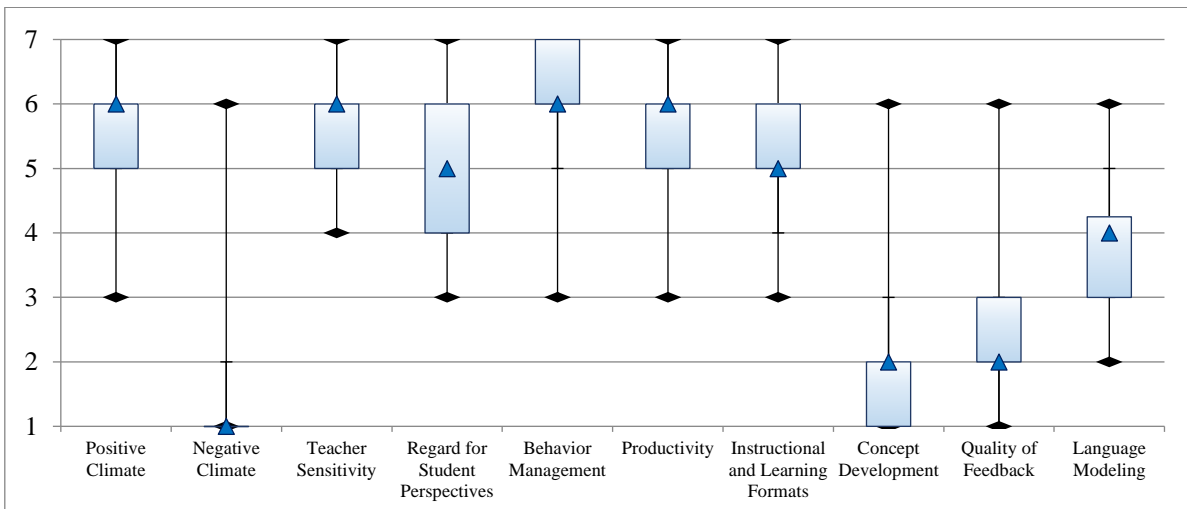 7
6
5
4
3
2
1
Positive
Climate
Negative
Climate
Teacher
Sensitivity
Regard for
Student
Perspectives
Behavior
Management
Productivity
Instructional
and Learning
Formats
Concept
Development
Quality of
Feedback
Language
Modeling